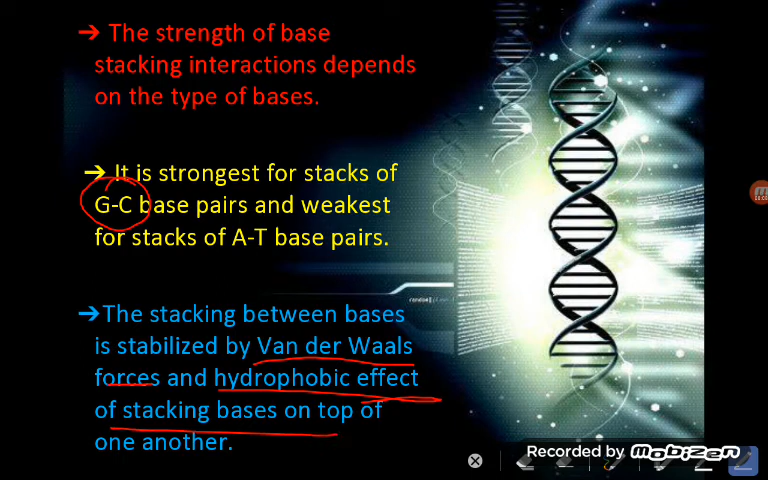 ➔ The strength of base
stacking interactions depends
on the type of bases.
➔ It is strongest for stacks of
G-C base pairs and weakest
for stacks of A-T base pairs.
➔The stacking between bases
is stabilized by Van der Waals
forces and hydrophobic effect
of stacking bases on top of
one another.
Recorded by MOBIZEN